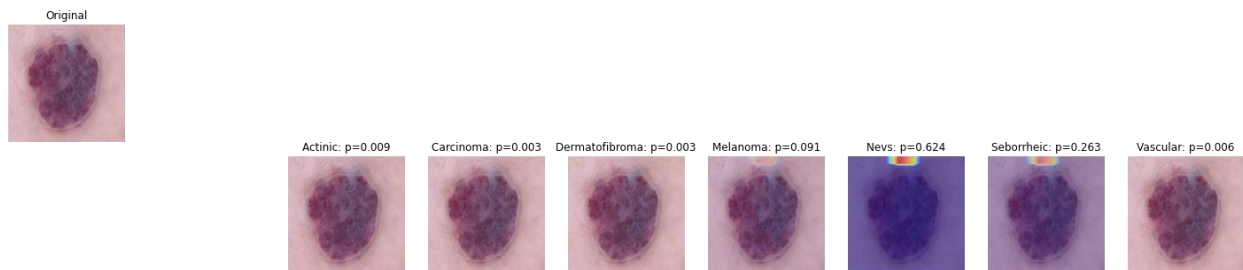 Original
Actinic: p=0.009
Carcinoma: p=0.003
Dermatofibroma: p=0.003
Melanoma: p=0.091
Nevs: p=0.624
Seborrheic: p=0.263
Vascular: p=0.006